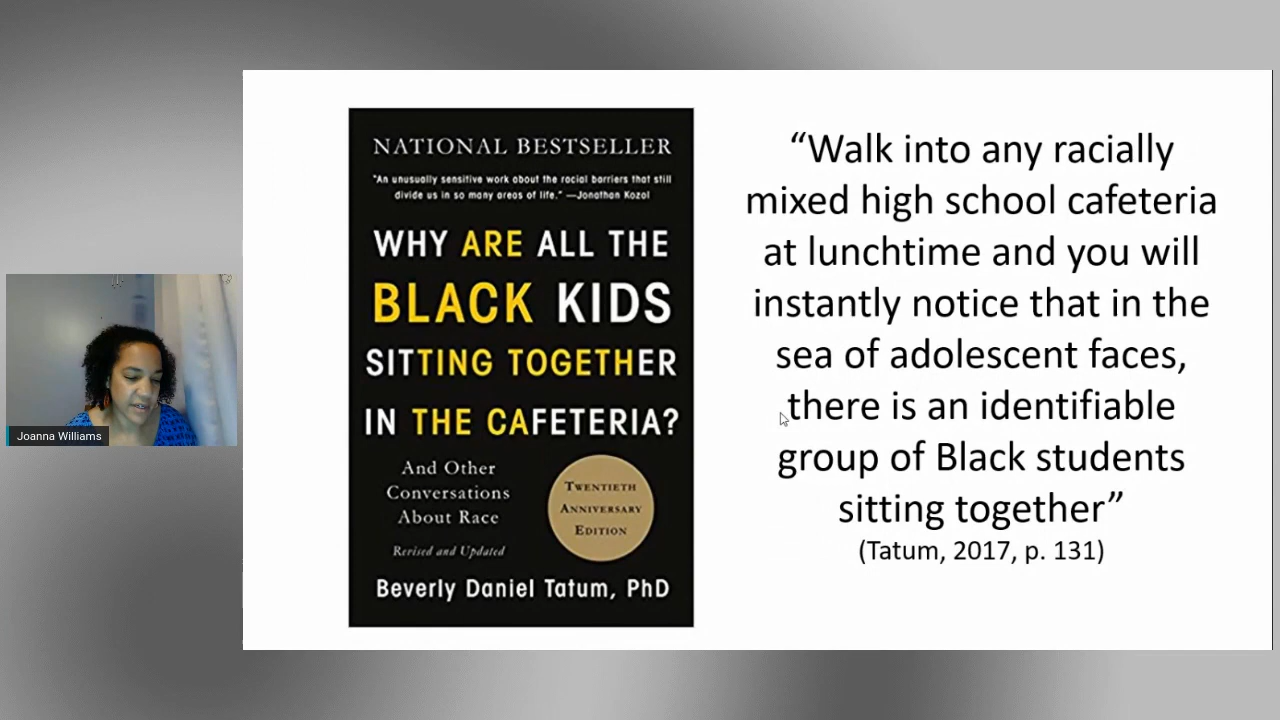 NATIONAL BESTSELLER
"An unusually sensitive work about the racial barriers that still
divide us in so many areas of life." —Jonathan Kozol
WHY ARE ALL THE
BLACK KIDS
SITTING TOGETHER
IN THE CAFETERIA?
And Other
Conversations
About Race
Revised and Updated
TWENTIETH
ANNIVERSARY
EDITION
Beverly Daniel Tatum, PhD
“Walk into any racially
mixed high school cafeteria
at lunchtime and you will
instantly notice that in the
sea of adolescent faces,
there is an identifiable
group of Black students
sitting together”
(Tatum, 2017, p. 131)
Joanna Williams